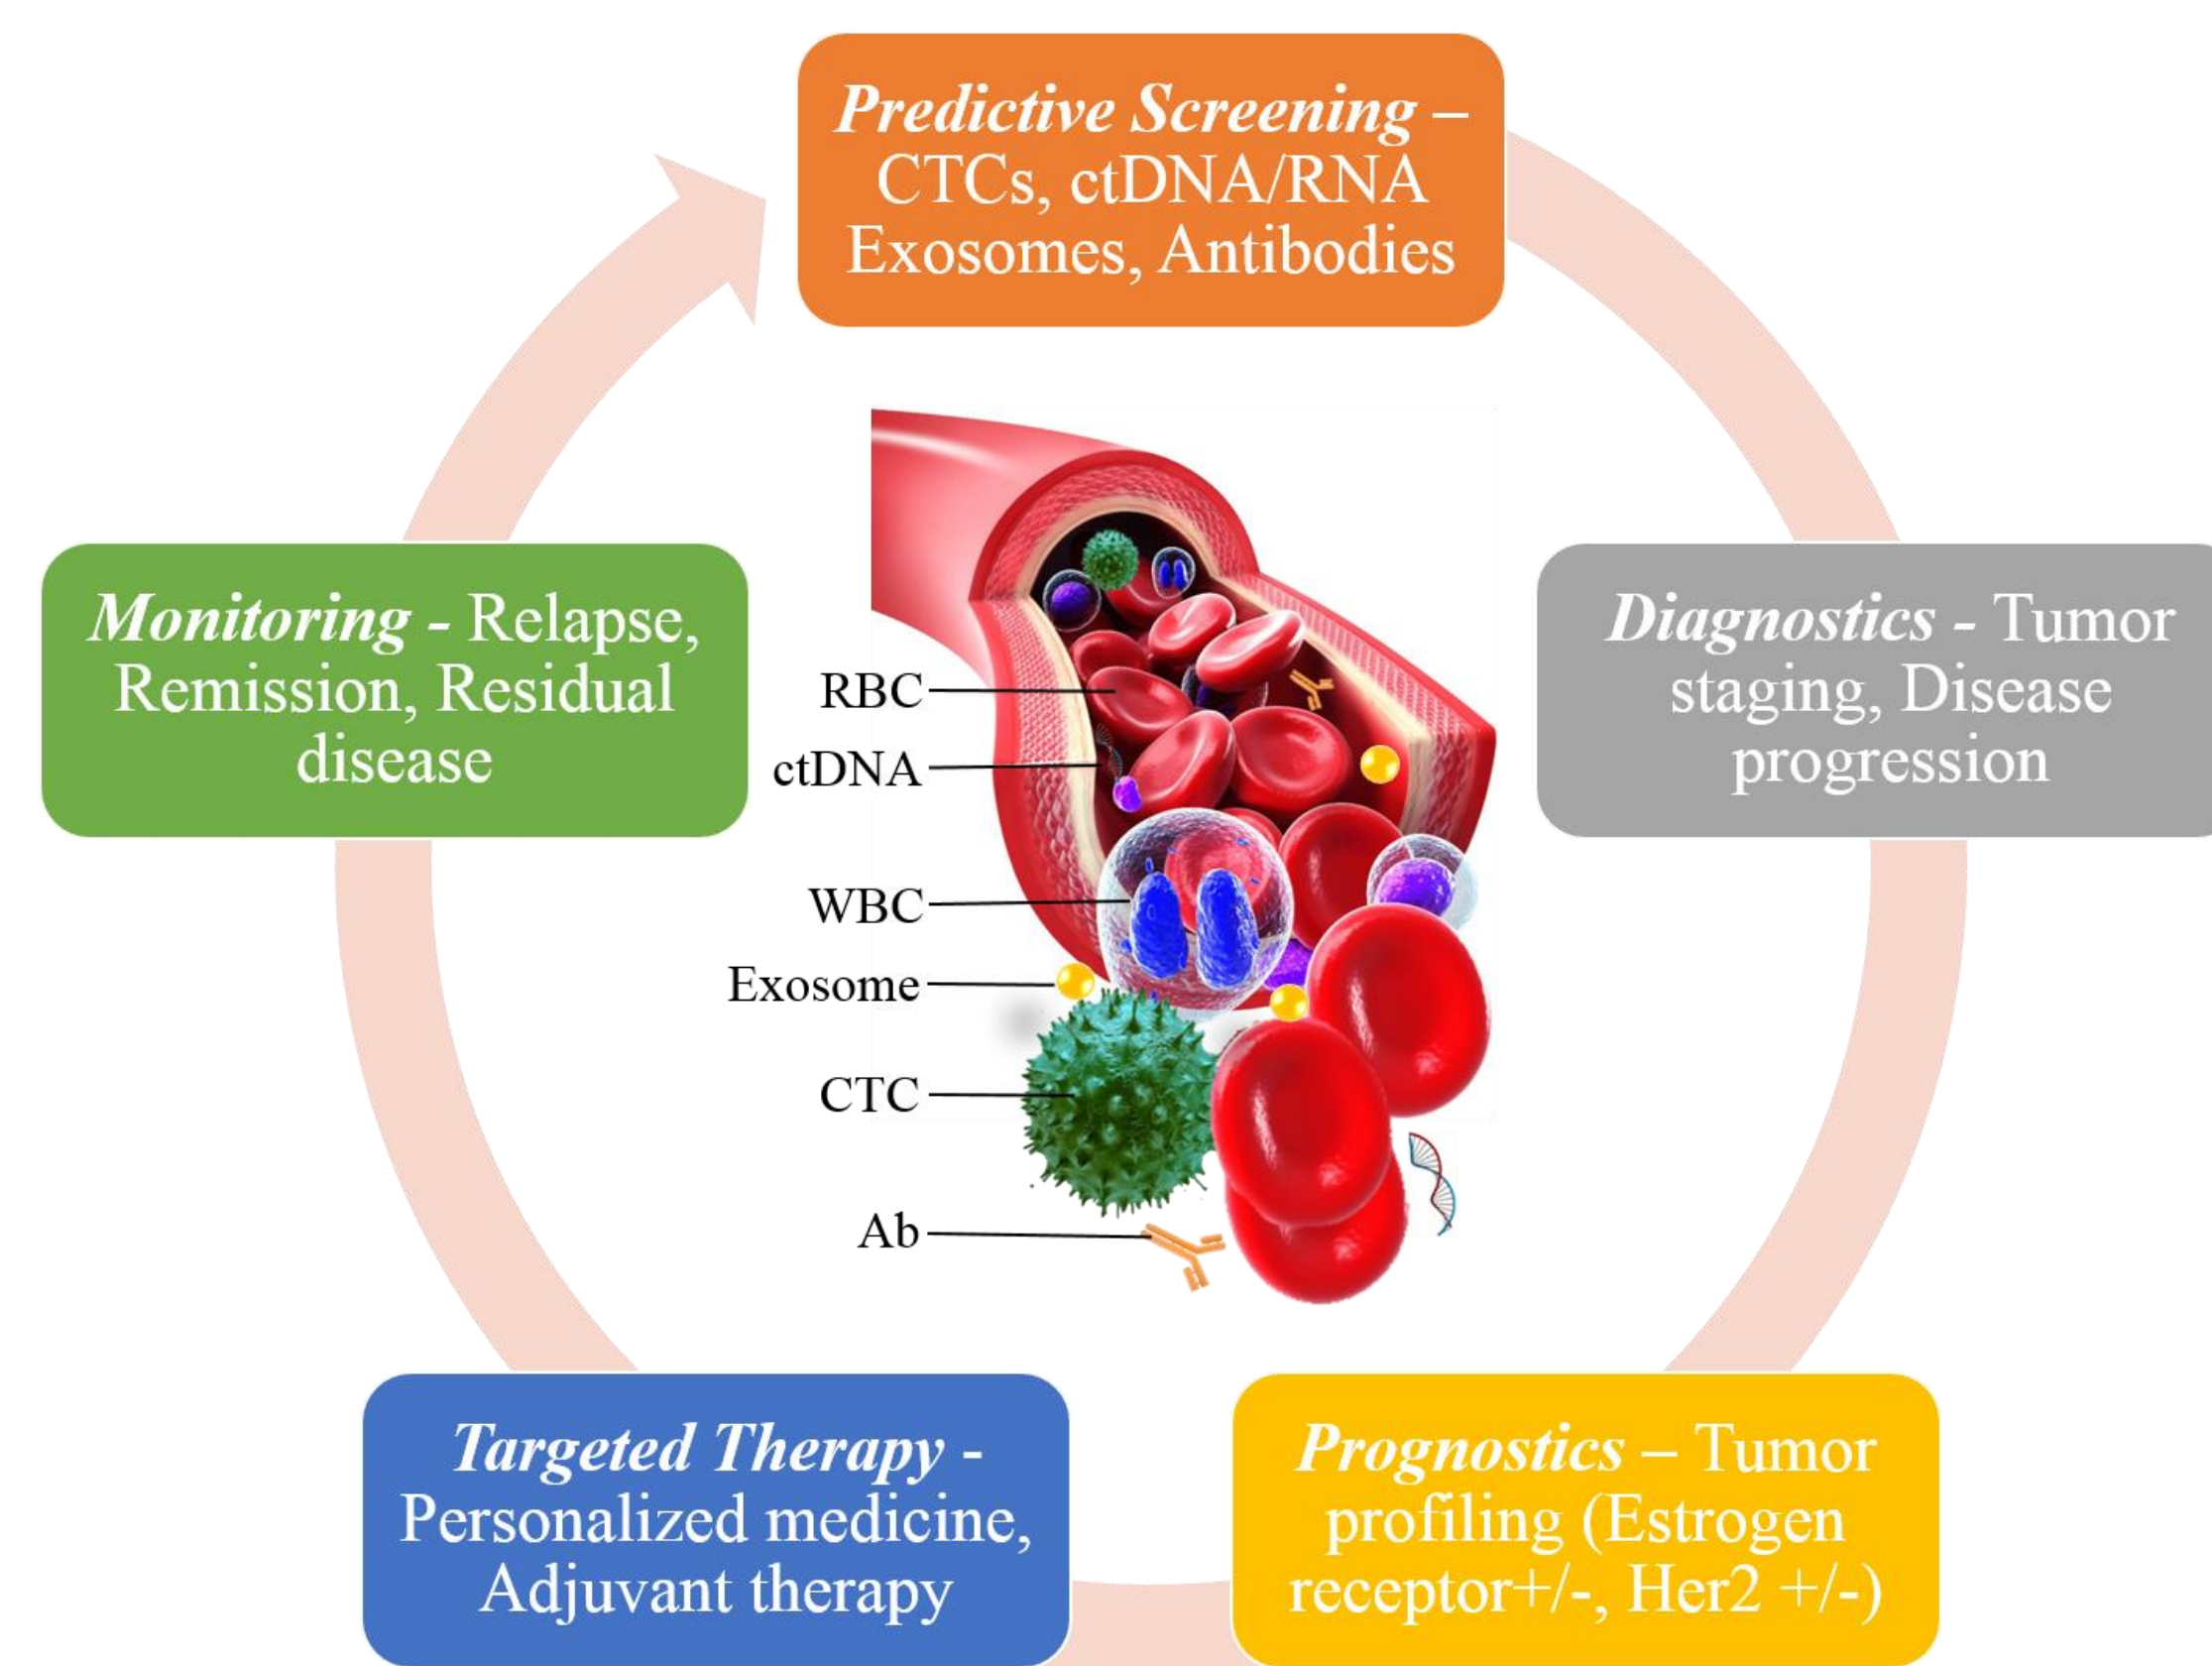 Predictive Screening –
CTCs, ctDNA/RNA
Exosomes, Antibodies
Monitoring - Relapse,
Remission, Residual
disease
Diagnostics - Tumor
staging, Disease
progression
RBC
ctDNA
WBC
Exosome
CTC
Ab
Targeted Therapy -
Personalized medicine,
Adjuvant therapy
Prognostics – Tumor
profiling (Estrogen
receptor+/-, Her2 +/-)